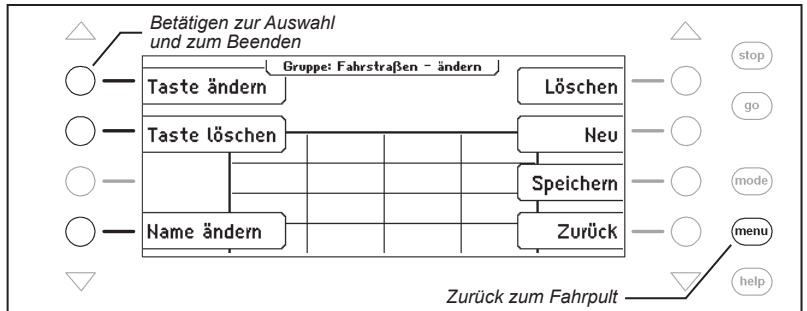 Betätigen zur Auswahl
und zum Beenden
Gruppe: Fahrstraßen - ändern
stop
Taste ändern
Löschen
go
Taste löschen
Neu
Speichern
mode
Name ändern
Zurück
menu
help
Zurück zum Fahrpult